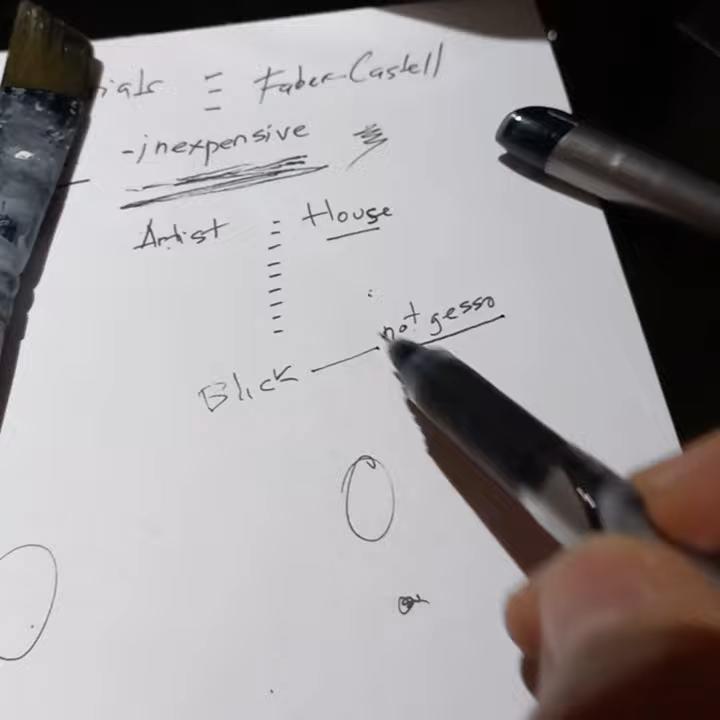 Faber-Castell
-inexpensive
Artist House
not gesso
Blick